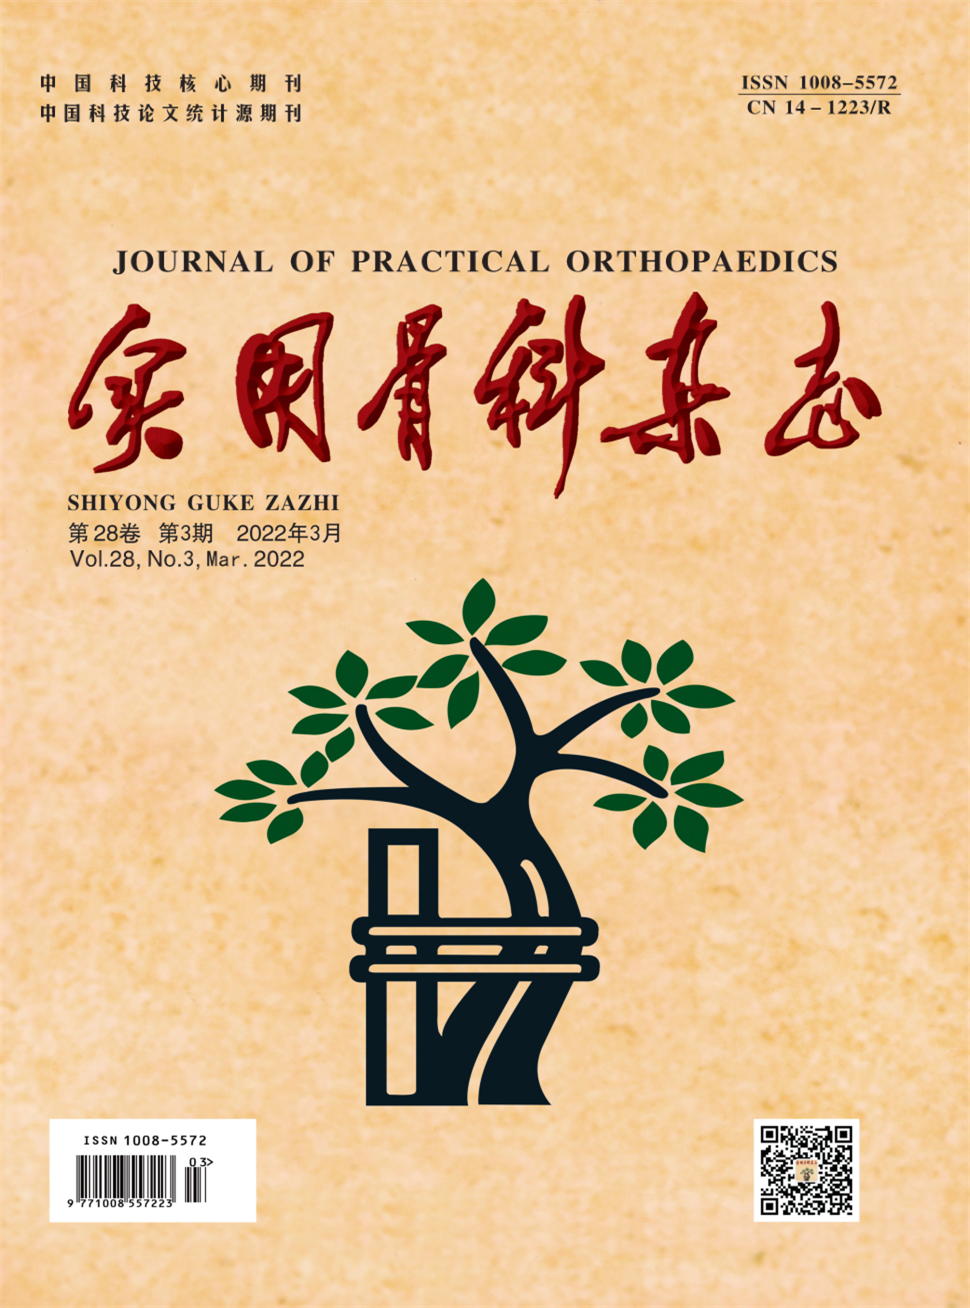 中国科技核心期刊
中国科技论文统计源期刊
ISSN 1008-5572
CN 14-1223/R
JOURNAL OF PRACTICAL ORTHOPAEDICS
实用骨科杂志
SHIYONG GUKE ZAZHI
第28卷 第3期 2022年3月
Vol.28, No.3, Mar. 2022
ISSN 1008-5572
03>
9 771008 557223